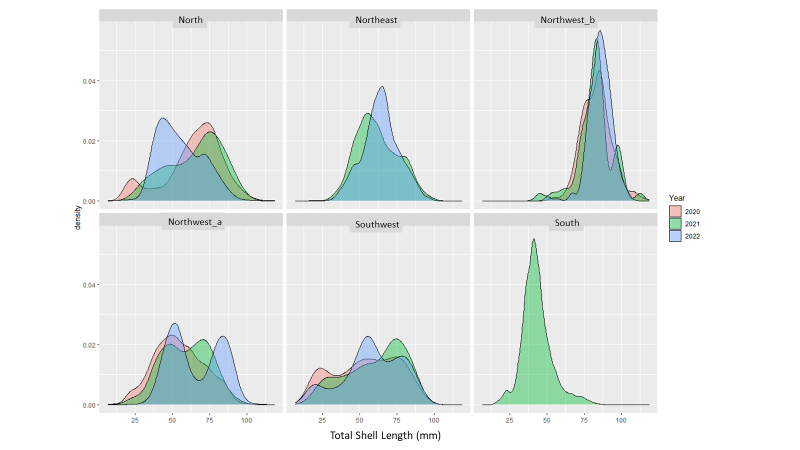 North
Northeast
Northwest_b
0.04
0.02
0.00
density
Northwest_a
Southwest
South
0.04
0.02
0.00
25 50 75 100
25 50 75 100
25 50 75 100
Total Shell Length (mm)
Year
2020
2021
2022